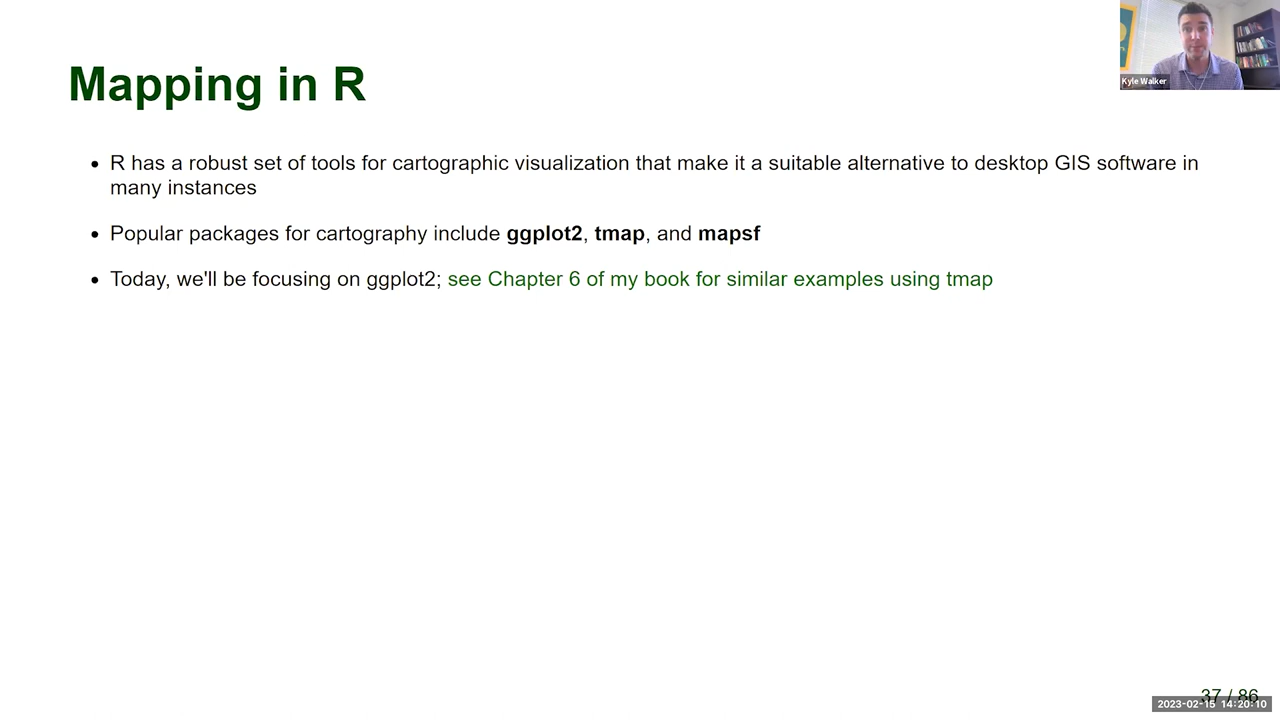 Kyle Walker
Mapping in R
R has a robust set of tools for cartographic visualization that make it a suitable alternative to desktop GIS software in
many instances
Popular packages for cartography include ggplot2, tmap, and mapsf
Today, we'll be focusing on ggplot2; see Chapter 6 of my book for similar examples using tmap
37 / 86
2023-02-15 14:20:10